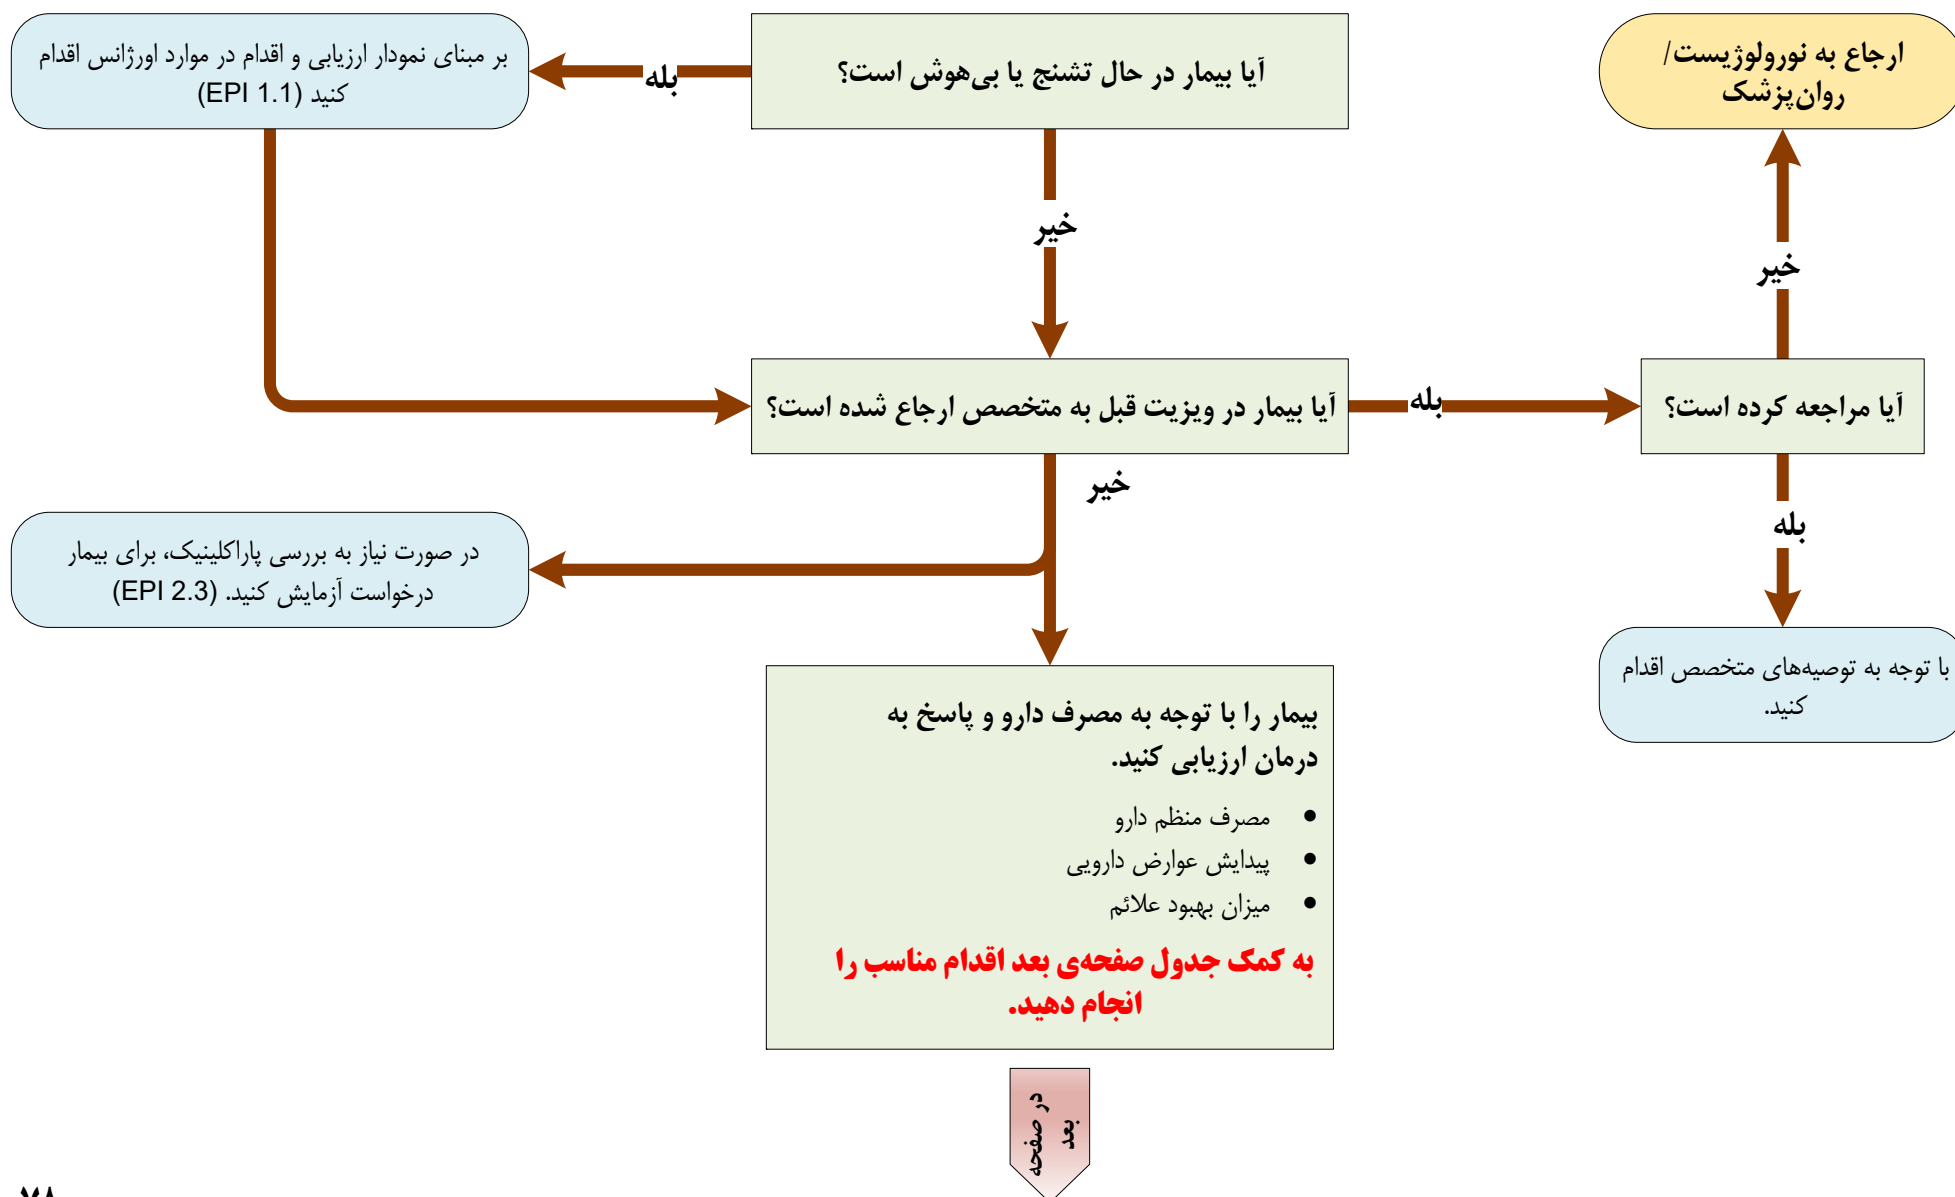 آیا بیمار در حال تشنج یا بی‌هوش است؟
بله
بر مبنای نمودار ارزیابی و اقدام در موارد اورژانس اقدام
کنید (EPI 1.1)
ارجاع به نورولوژیست/
روان‌پزشک
خیر
خیر
آیا بیمار در ویزیت قبل به متخصص ارجاع شده است؟
بله
آیا مراجعه کرده است؟
خیر
بله
در صورت نیاز به بررسی پاراکلینیک، برای بیمار
درخواست آزمایش کنید. (EPI 2.3)
با توجه به توصیه‌های متخصص اقدام
کنید.
بیمار را با توجه به مصرف دارو و پاسخ به
درمان ارزیابی کنید.
• مصرف منظم دارو
• پیدایش عوارض دارویی
• میزان بهبود علائم
به کمک جدول صفحه‌ی بعد اقدام مناسب را
انجام دهید.
در صفحه
بعد